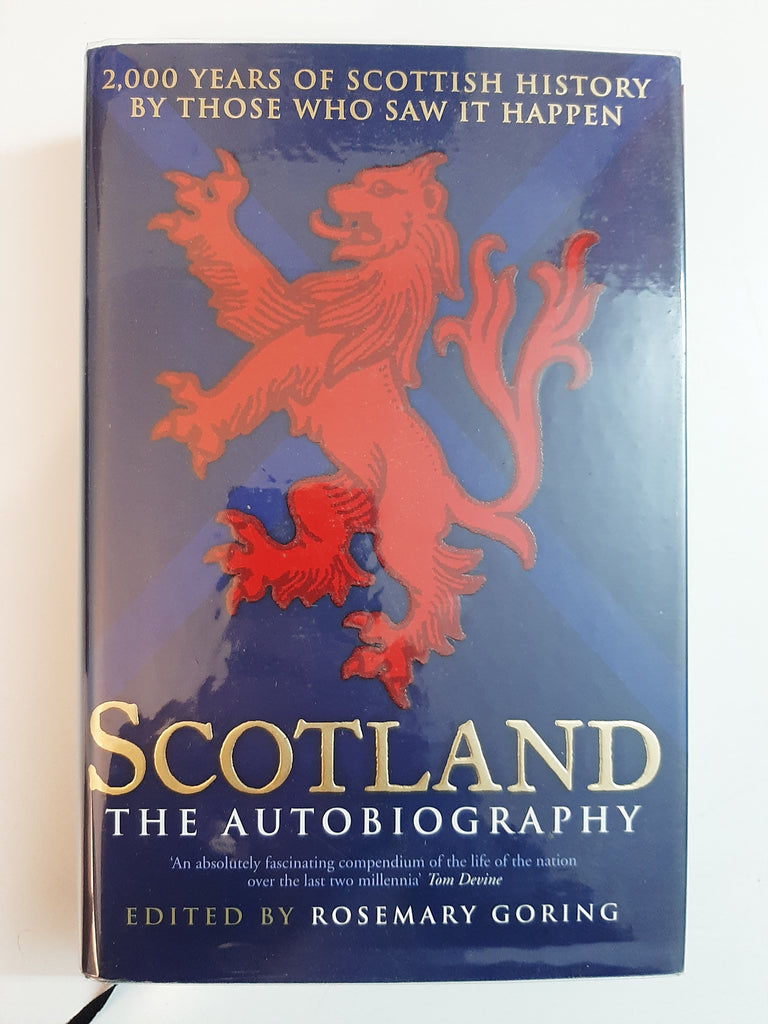 2,000 YEARS OF SCOTTISH HISTORY
BY THOSE WHO SAW IT HAPPEN
SCOTLAND
THE AUTOBIOGRAPHY
'An absolutely fascinating compendium of the life of the nation
over the last two millennia' Tom Devine
EDITED BY ROSEMARY GORING